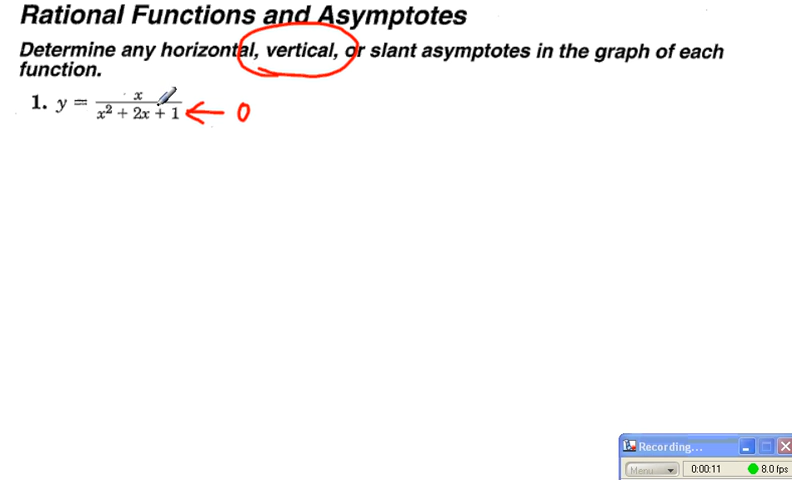 Rational Functions and Asymptotes
Determine any horizontal, vertical, or slant asymptotes in the graph of each
function.
1. y = x / (x² + 2x + 1) ← 0
Recording...
Menu 0:00:11 8.0 fps